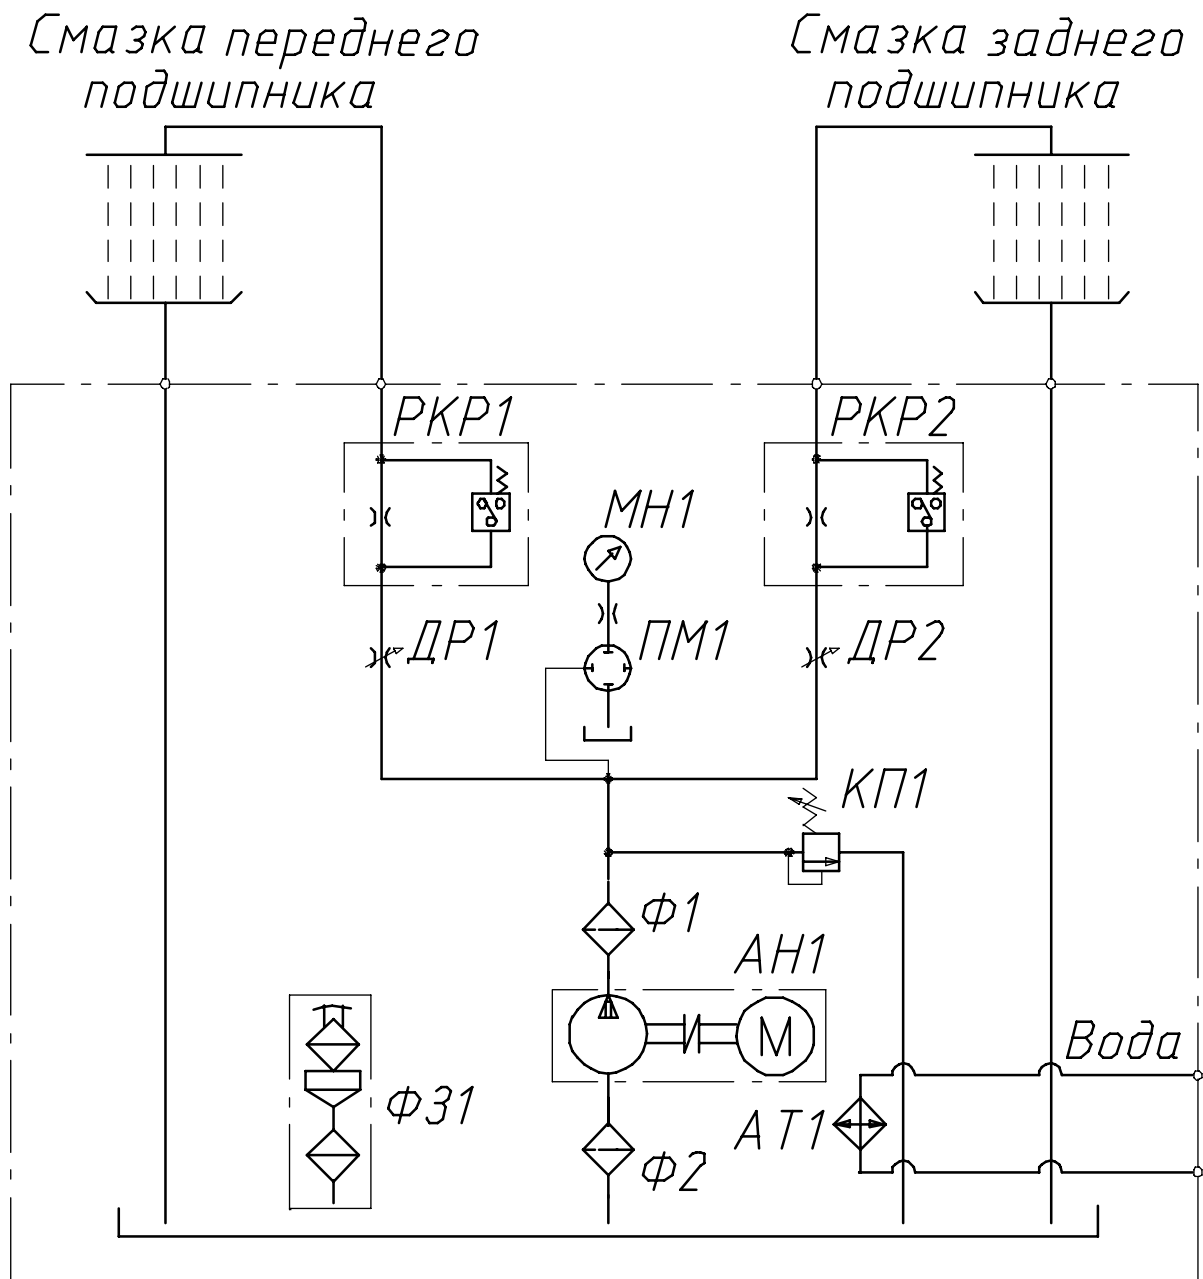 Смазка переднего
подшипника
Смазка заднего
подшипника
РКР1
РКР2
МН1
ДР1
ПМ1
ДР2
КП1
Ф1
АН1
М
Вода
ФЗ1
АТ1
Ф2